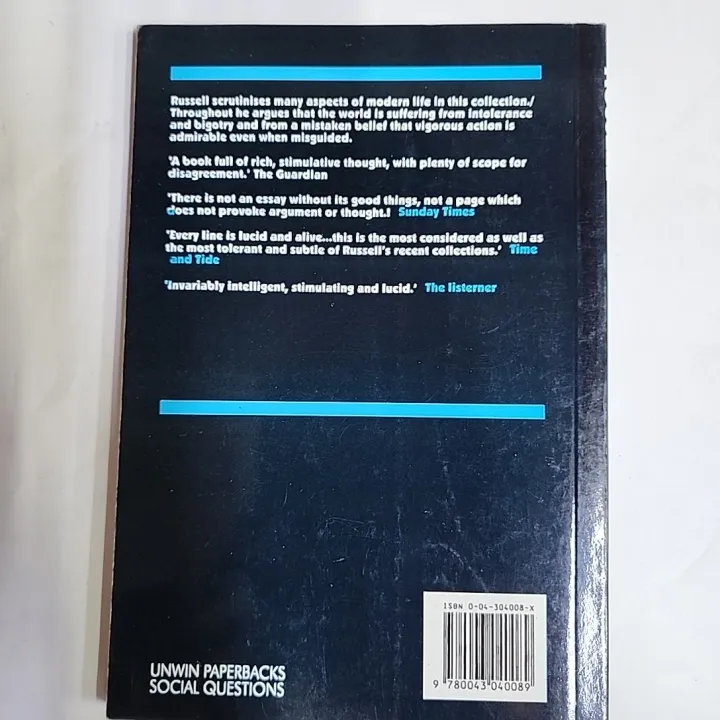 Russell scrutinises many aspects of modern life in this collection./
Throughout he argues that the world is suffering from intolerance
and bigotry and from a mistaken belief that vigorous action is
admirable even when misguided.
'A book full of rich, stimulative thought, with plenty of scope for
disagreement.' The Guardian
'There is not an essay without its good things, not a page which
does not provoke argument or thought.! Sunday Times
'Every line is lucid and alive...this is the most considered as well as
the most tolerant and subtle of Russell's recent collections.' Time
and Tide
'Invariably intelligent, stimulating and lucid.' The listerner
ISBN 0-04-304008-X
9 780043 040089
UNWIN PAPERBACKS
SOCIAL QUESTIONS